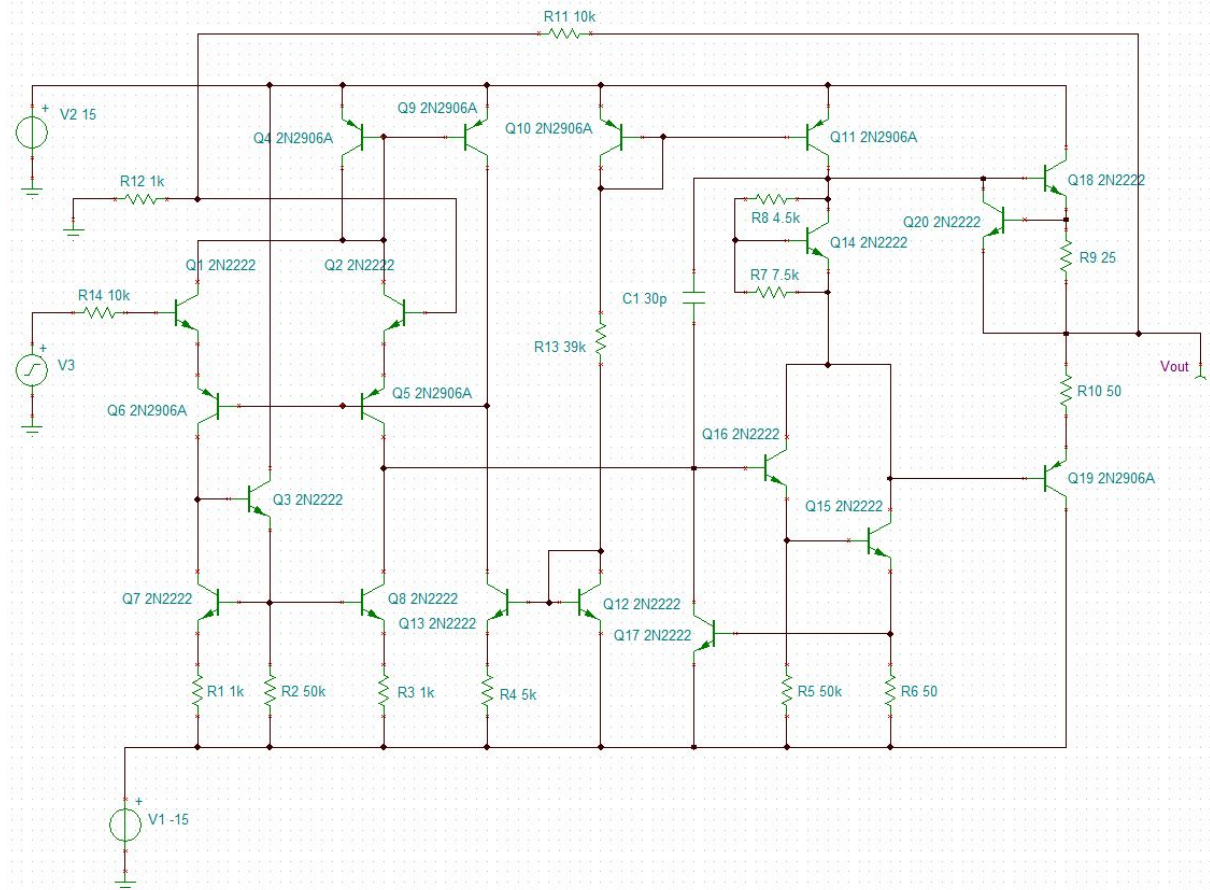 R11 10k
Q9 2N2906A
V2 15
Q4 2N2906A
Q10 2N2906A
Q11 2N2906A
R12 1k
Q18 2N2222
R8 4.5k
Q20 2N2222
Q14 2N2222
Q1 2N2222
Q2 2N2222
R9 25
R7 7.5k
R14 10k
C1 30p
R13 39k
V3
Vout
Q5 2N2906A
R10 50
Q6 2N2906A
Q16 2N2222
Q19 2N2906A
Q3 2N2222
Q15 2N2222
Q7 2N2222
Q8 2N2222
Q12 2N2222
Q13 2N2222
Q17 2N2222
R1 1k
R2 50k
R3 1k
R4 5k
R5 50k
R6 50
V1 -15